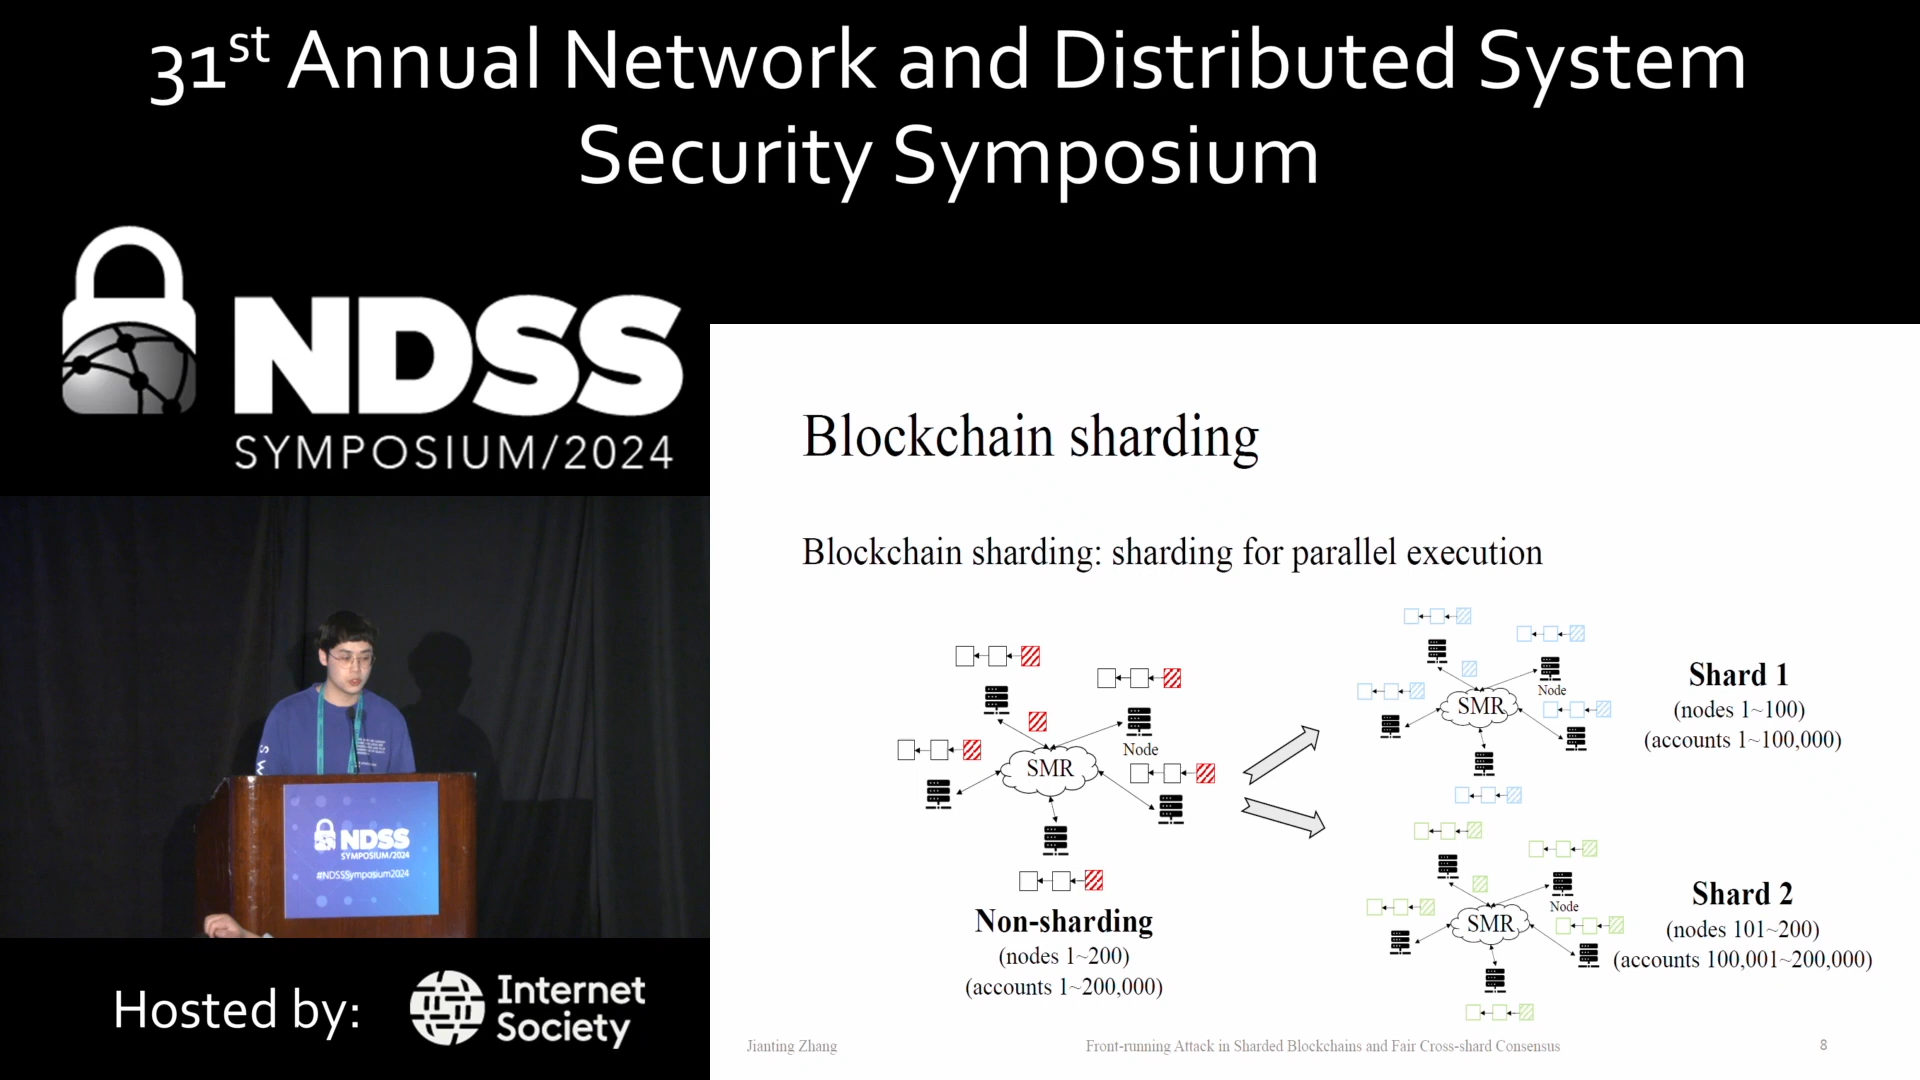 31st Annual Network and Distributed System
Security Symposium
NDSS
SYMPOSIUM/2024
Blockchain sharding
Blockchain sharding: sharding for parallel execution
SMR
Node
Non-sharding
(nodes 1~200)
(accounts 1~200,000)
SMR
Node
Shard 1
(nodes 1~100)
(accounts 1~100,000)
SMR
Node
Shard 2
(nodes 101~200)
(accounts 100,001~200,000)
Jianting Zhang
Front-running Attack in Sharded Blockchains and Fair Cross-shard Consensus
8
NDSS
SYMPOSIUM/2024
#NDSSSymposium2024
Hosted by:
Internet
Society